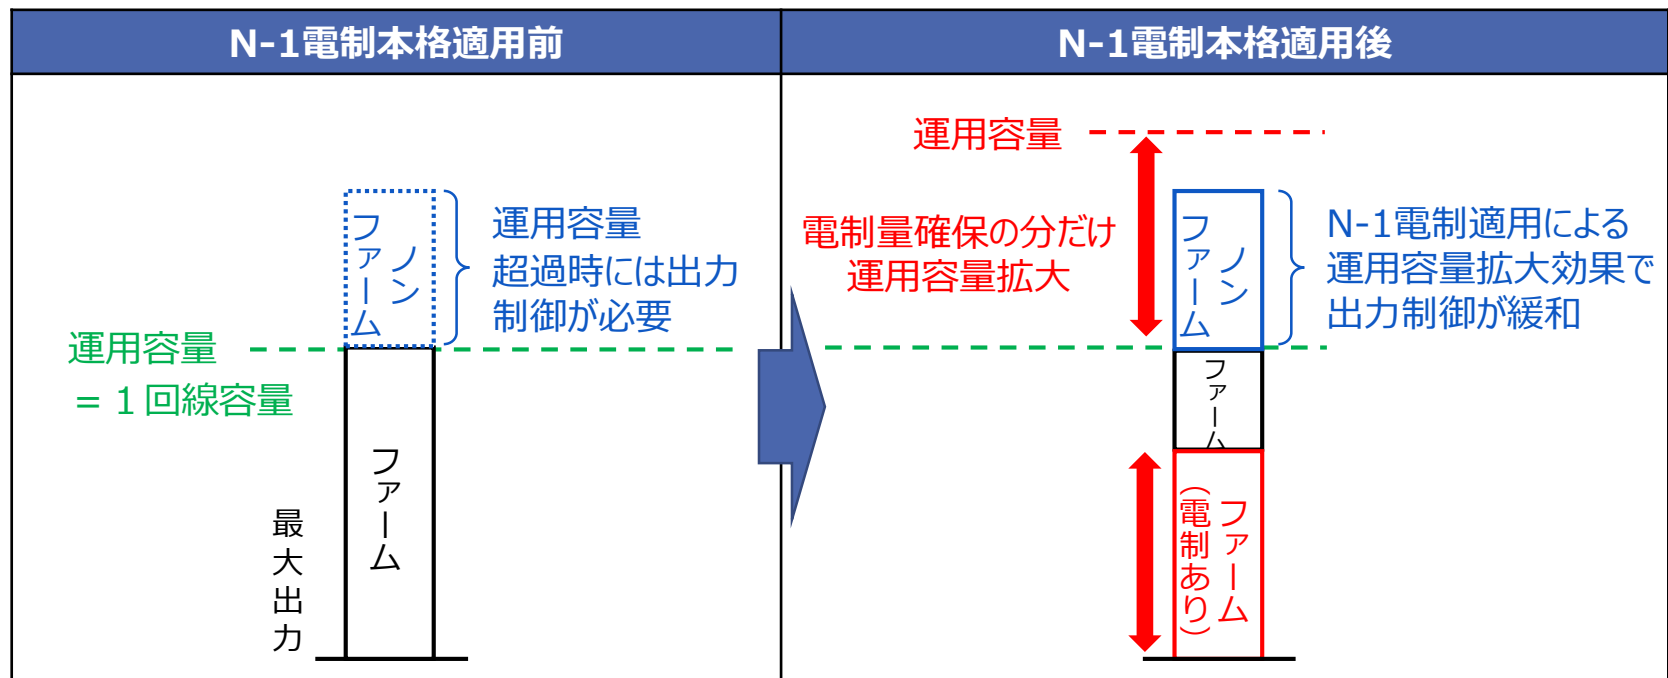 N-1電制本格適用前
N-1電制本格適用後
ノン
ファーム
運用容量
超過時には出力
制御が必要
運用容量
= 1 回線容量
ファーム
最大出力
運用容量
電制量確保の分だけ
運用容量拡大
ノン
ファーム
N-1電制適用による
運用容量拡大効果で
出力制御が緩和
ファーム
ファーム
(電制あり)